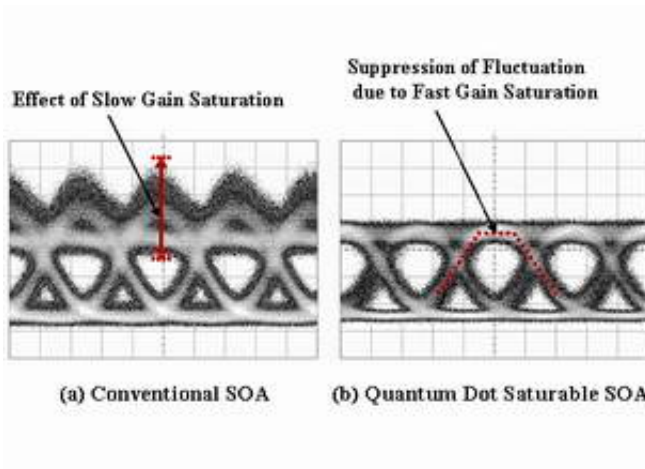 Suppression of Fluctuation
due to Fast Gain Saturation
Effect of Slow Gain Saturation
(a) Conventional SOA
(b) Quantum Dot Saturable SOA